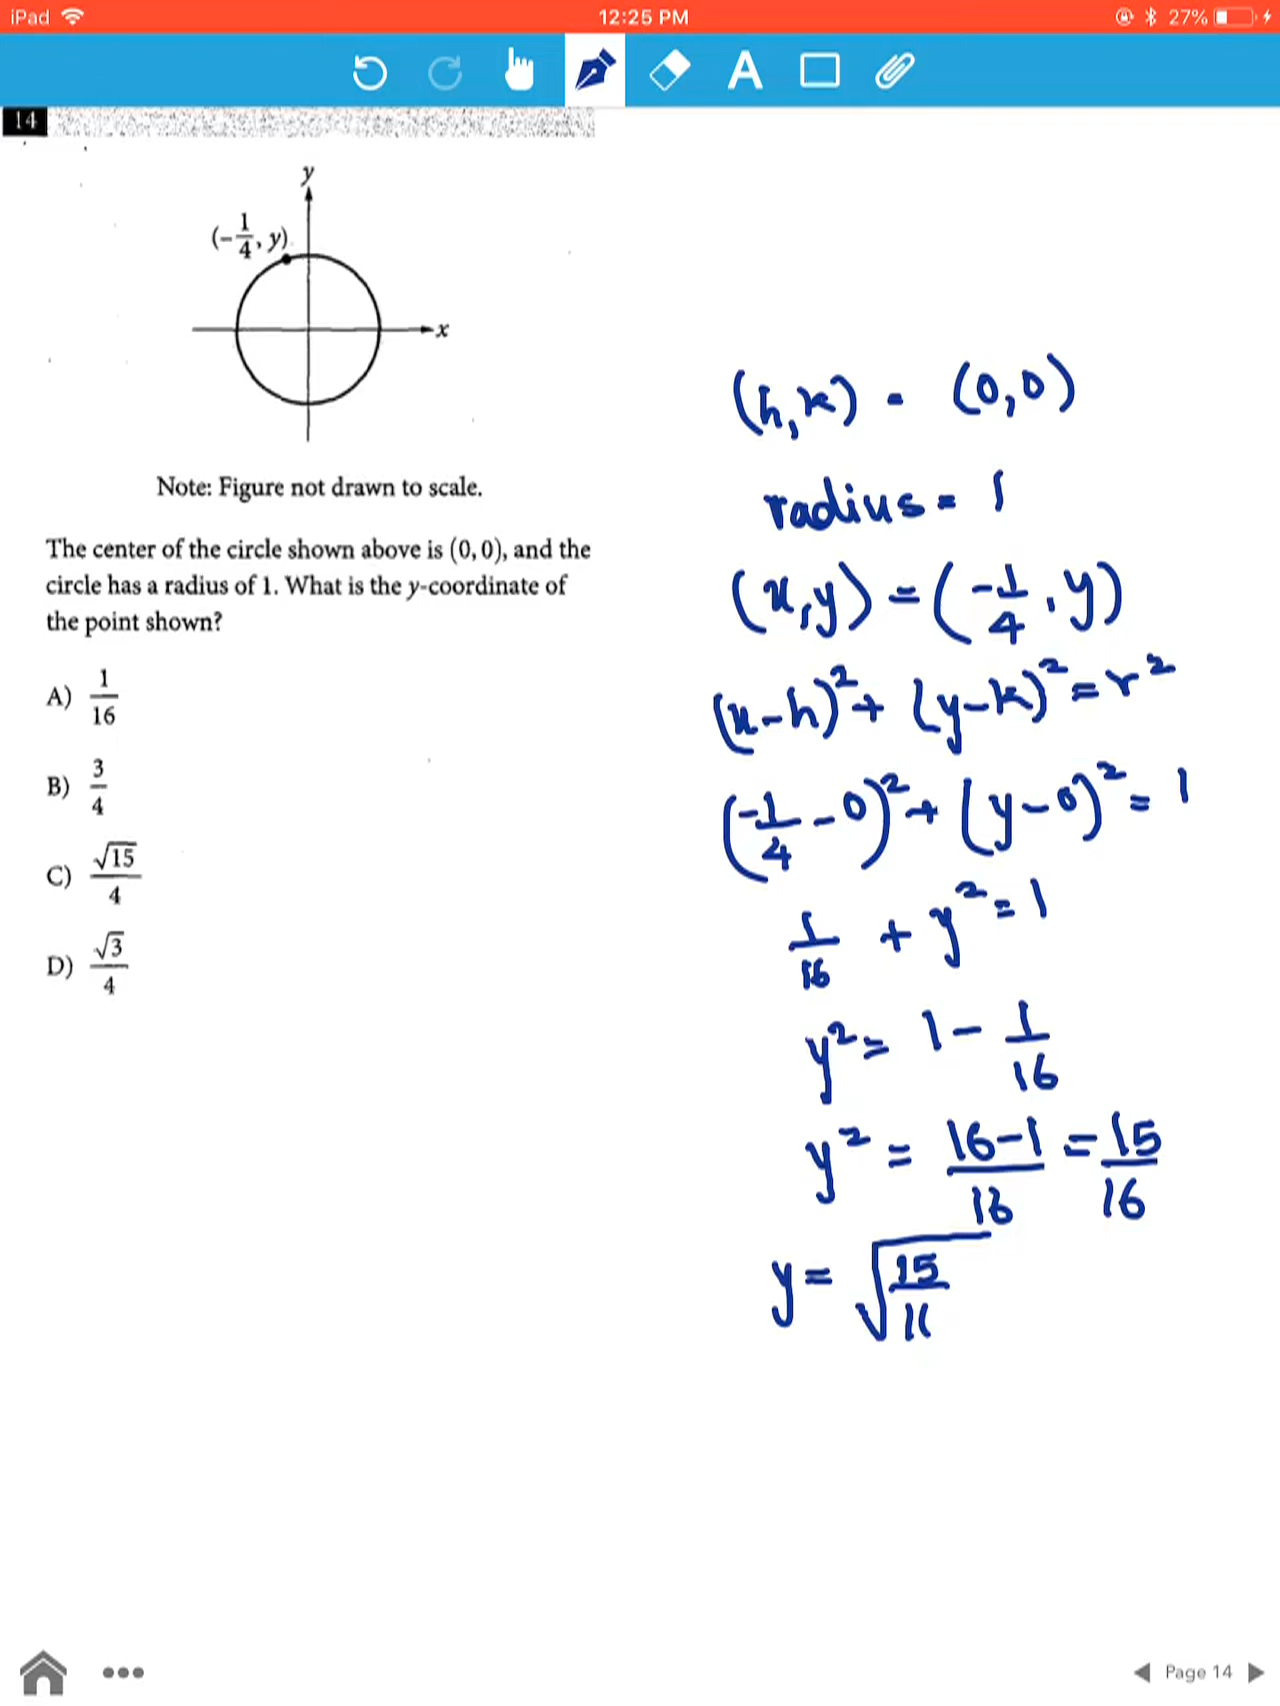 iPad 12:25 PM 27%
A
14
y
(-1/4, y)
x
Note: Figure not drawn to scale.
The center of the circle shown above is (0, 0), and the
circle has a radius of 1. What is the y-coordinate of
the point shown?
A) 1/16
B) 3/4
C) √15/4
D) √3/4
(h,k) = (0,0)
radius = 1
(x,y) = (-1/4, y)
(x-h)² + (y-k)² = r²
(-1/4 - 0)² + (y-0)² = 1
1/16 + y² = 1
y² = 1 - 1/16
y² = 16-1/16 = 15/16
y = √15/1
Page 14